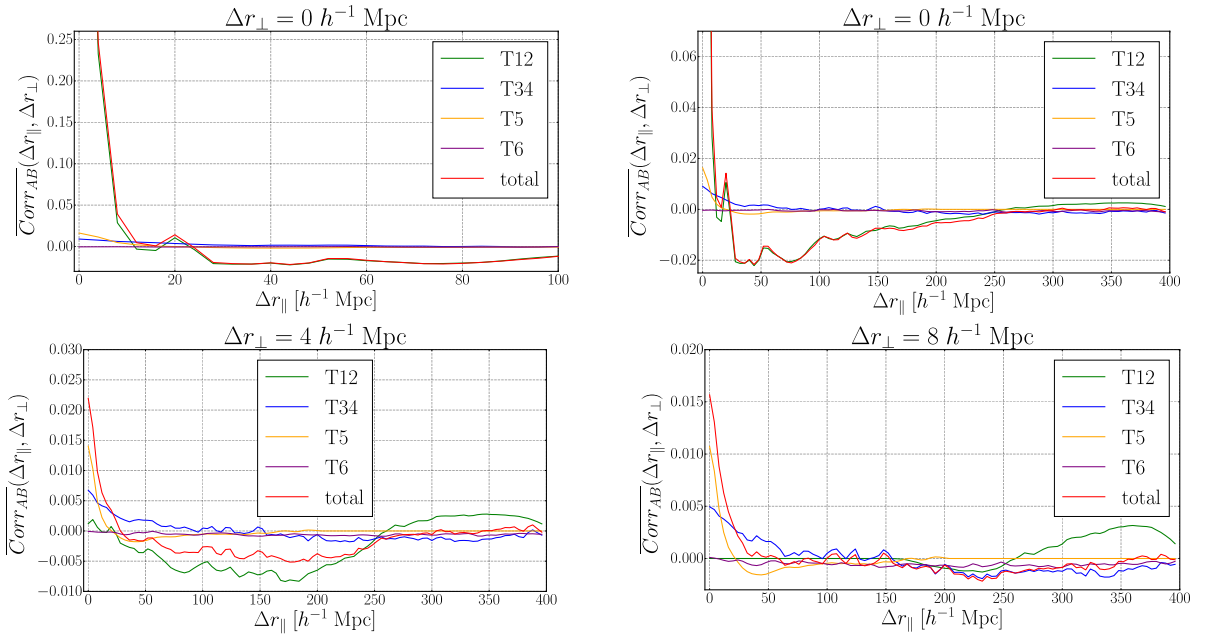 Δr⊥ = 0 h⁻¹ Mpc
0.25
0.20
0.15
0.10
0.05
0.00
Corr_AB(Δr∥, Δr⊥)
T12
T34
T5
T6
total
0 20 40 60 80 100
Δr∥ [h⁻¹ Mpc]
Δr⊥ = 0 h⁻¹ Mpc
0.06
0.04
0.02
0.00
−0.02
Corr_AB(Δr∥, Δr⊥)
T12
T34
T5
T6
total
0 50 100 150 200 250 300 350 400
Δr∥ [h⁻¹ Mpc]
Δr⊥ = 4 h⁻¹ Mpc
0.030
0.025
0.020
0.015
0.010
0.005
0.000
−0.005
−0.010
Corr_AB(Δr∥, Δr⊥)
T12
T34
T5
T6
total
0 50 100 150 200 250 300 350 400
Δr∥ [h⁻¹ Mpc]
Δr⊥ = 8 h⁻¹ Mpc
0.020
0.015
0.010
0.005
0.000
Corr_AB(Δr∥, Δr⊥)
T12
T34
T5
T6
total
0 50 100 150 200 250 300 350 400
Δr∥ [h⁻¹ Mpc]